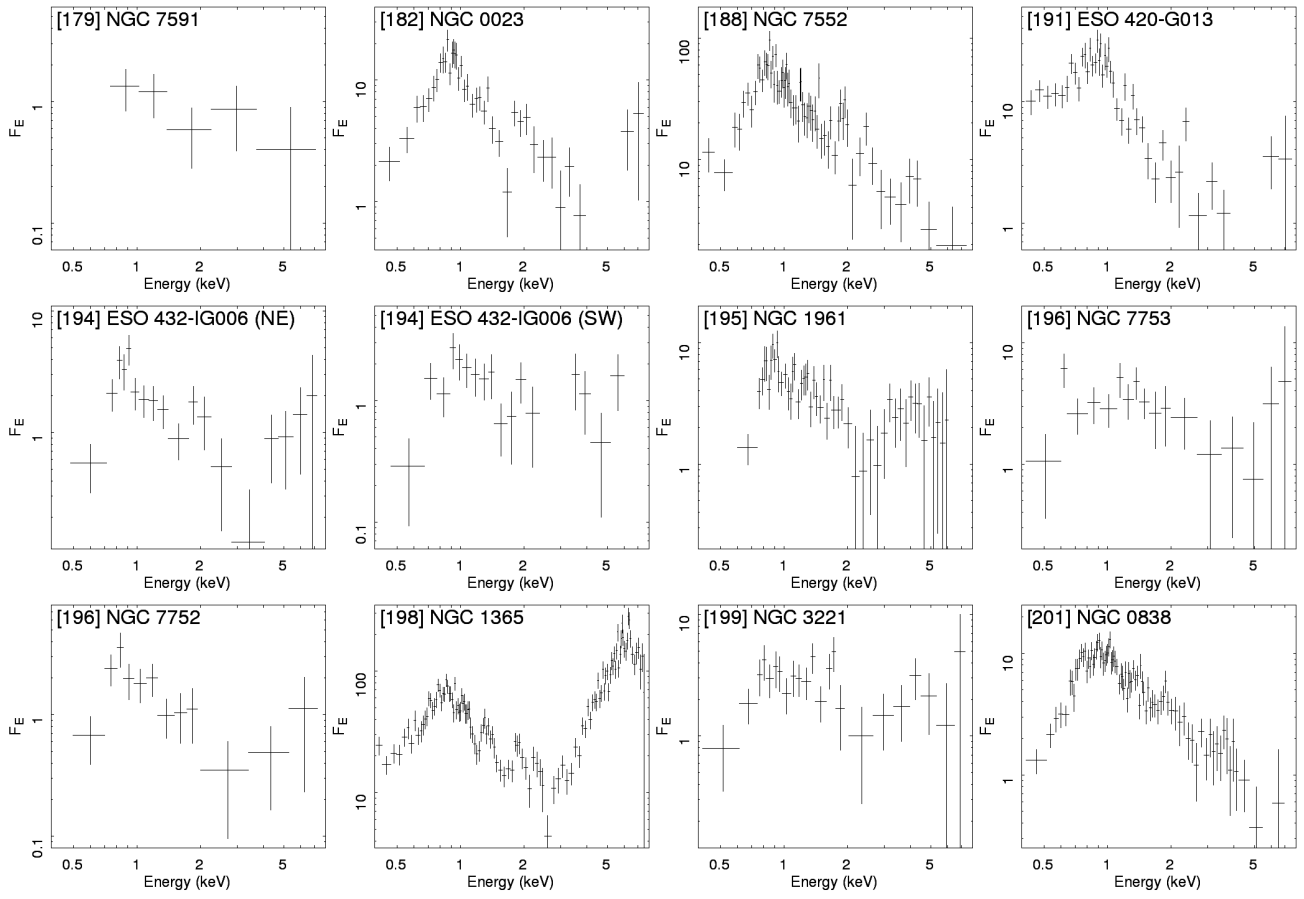 [179] NGC 7591
F_E
1
0.1
0.5 1 2 5
Energy (keV)
[182] NGC 0023
F_E
10
1
0.5 1 2 5
Energy (keV)
[188] NGC 7552
F_E
100
10
0.5 1 2 5
Energy (keV)
[191] ESO 420-G013
F_E
10
1
0.5 1 2 5
Energy (keV)
[194] ESO 432-IG006 (NE)
F_E
10
1
0.5 1 2 5
Energy (keV)
[194] ESO 432-IG006 (SW)
F_E
1
0.1
0.5 1 2 5
Energy (keV)
[195] NGC 1961
F_E
10
1
0.5 1 2 5
Energy (keV)
[196] NGC 7753
F_E
10
1
0.5 1 2 5
Energy (keV)
[196] NGC 7752
F_E
1
0.1
0.5 1 2 5
Energy (keV)
[198] NGC 1365
F_E
100
10
0.5 1 2 5
Energy (keV)
[199] NGC 3221
F_E
10
1
0.5 1 2 5
Energy (keV)
[201] NGC 0838
F_E
10
1
0.5 1 2 5
Energy (keV)